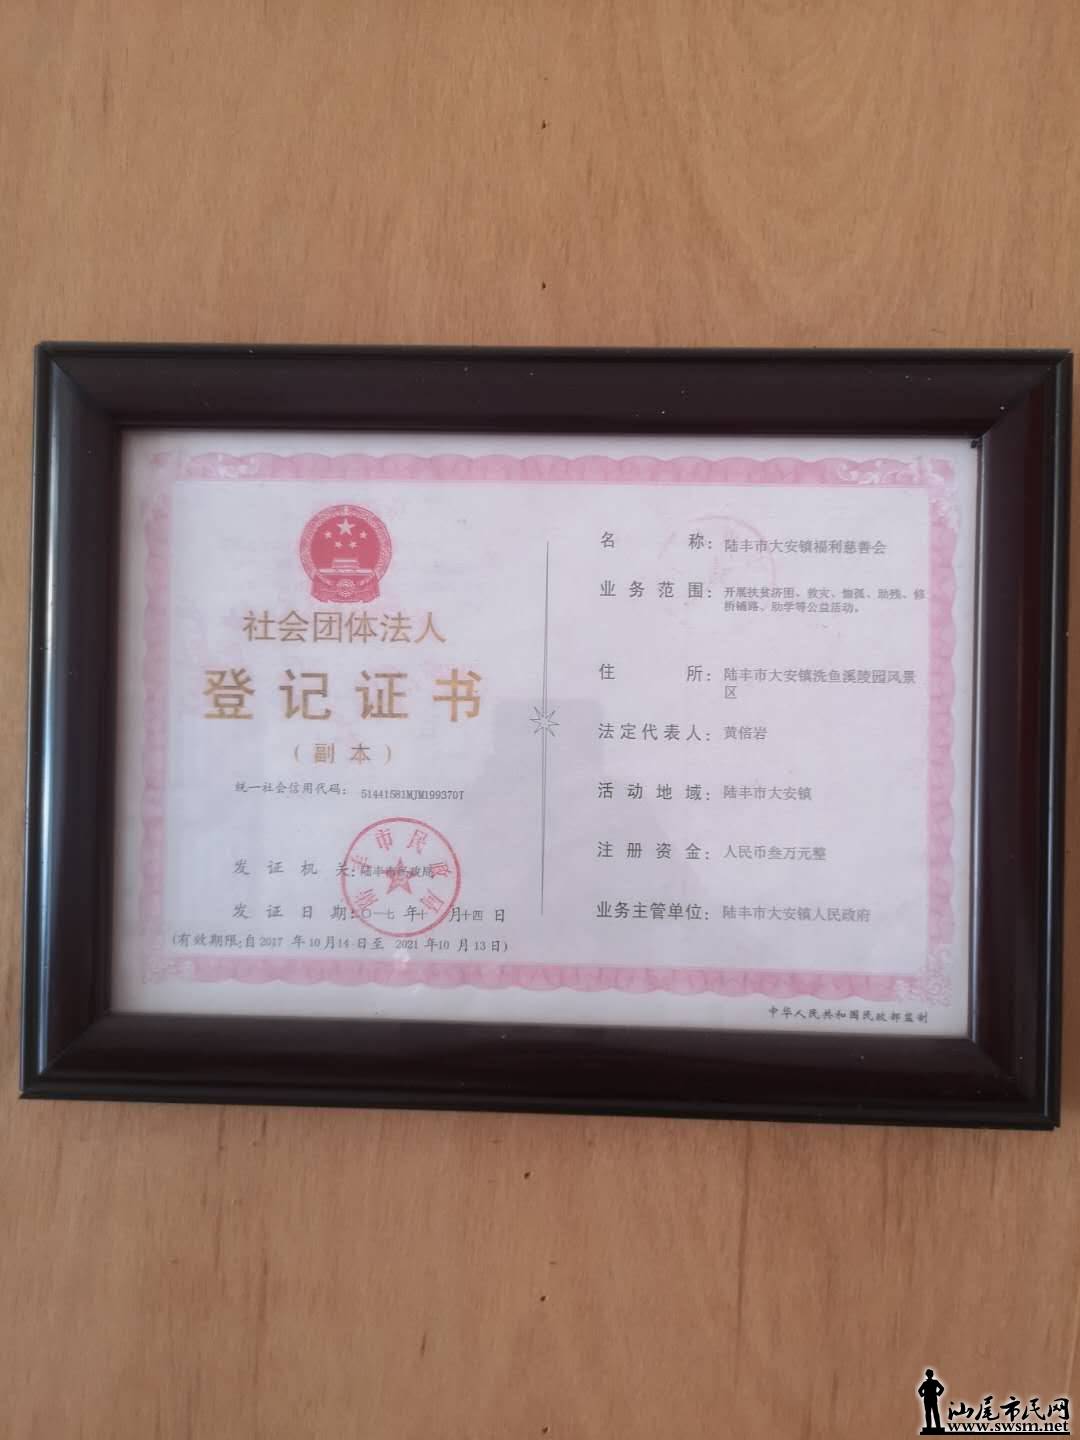 社会团体法人
登记证书
(副本)
统一社会信用代码: 51441581MJM199370T
发证机关: 陆丰市民政局
发证日期: 〇一七年十月十四日
(有效期限:自2017年10月14日至2021年10月13日)
陆丰市民政局
名称: 陆丰市大安镇福利慈善会
业务范围: 开展扶贫济困、救灾、恤孤、助残、修
桥铺路、助学等公益活动。
住所: 陆丰市大安镇洗鱼溪陵园风景
区
法定代表人: 黄倍岩
活动地域: 陆丰市大安镇
注册资金: 人民币叁万元整
业务主管单位: 陆丰市大安镇人民政府
中华人民共和国民政部监制
汕尾市民网
www.swsm.net